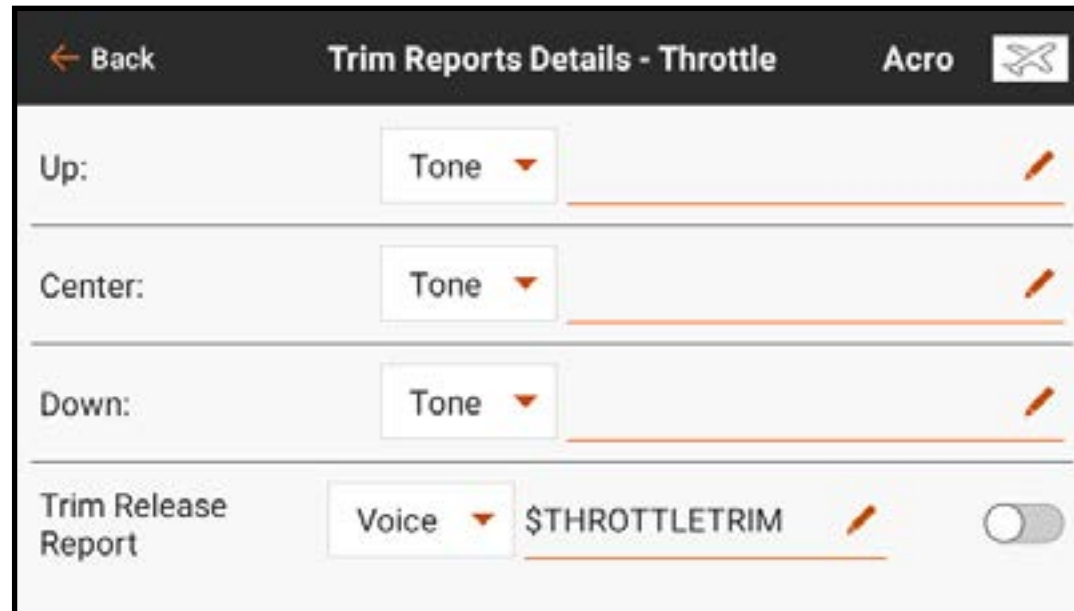 Back Trim Reports Details - Throttle Acro
Up: Tone
Center: Tone
Down: Tone
Trim Release
Report
Voice $THROTTLETRIM